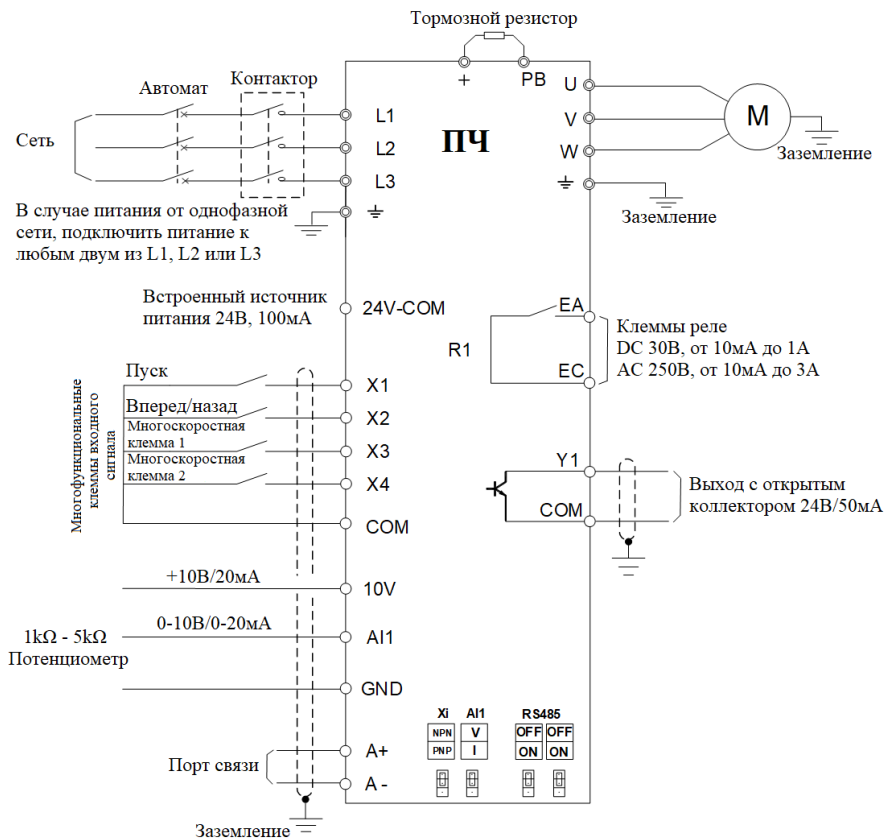 Тормозной резистор
+
PB
Автомат
Контактор
Сеть
L1
L2
L3
ПЧ
U
V
W
M
Заземление
Заземление
В случае питания от однофазной
сети, подключить питание к
любым двум из L1, L2 или L3
Встроенный источник
питания 24В, 100мА
24V-COM
R1
EA
EC
Клеммы реле
DC 30В, от 10мА до 1А
AC 250В, от 10мА до 3А
Многофункциональные
клеммы входного
сигнала
Пуск
X1
Вперед/назад
X2
Многоскоростная
клемма 1
X3
Многоскоростная
клемма 2
X4
COM
Y1
COM
Выход с открытым
коллектором 24В/50мА
+10В/20мА
10V
0-10В/0-20мА
AI1
1kΩ - 5kΩ
Потенциометр
GND
Xi AI1 RS485
NPN V OFF OFF
PNP I ON ON
A+
A -
Порт связи
Заземление